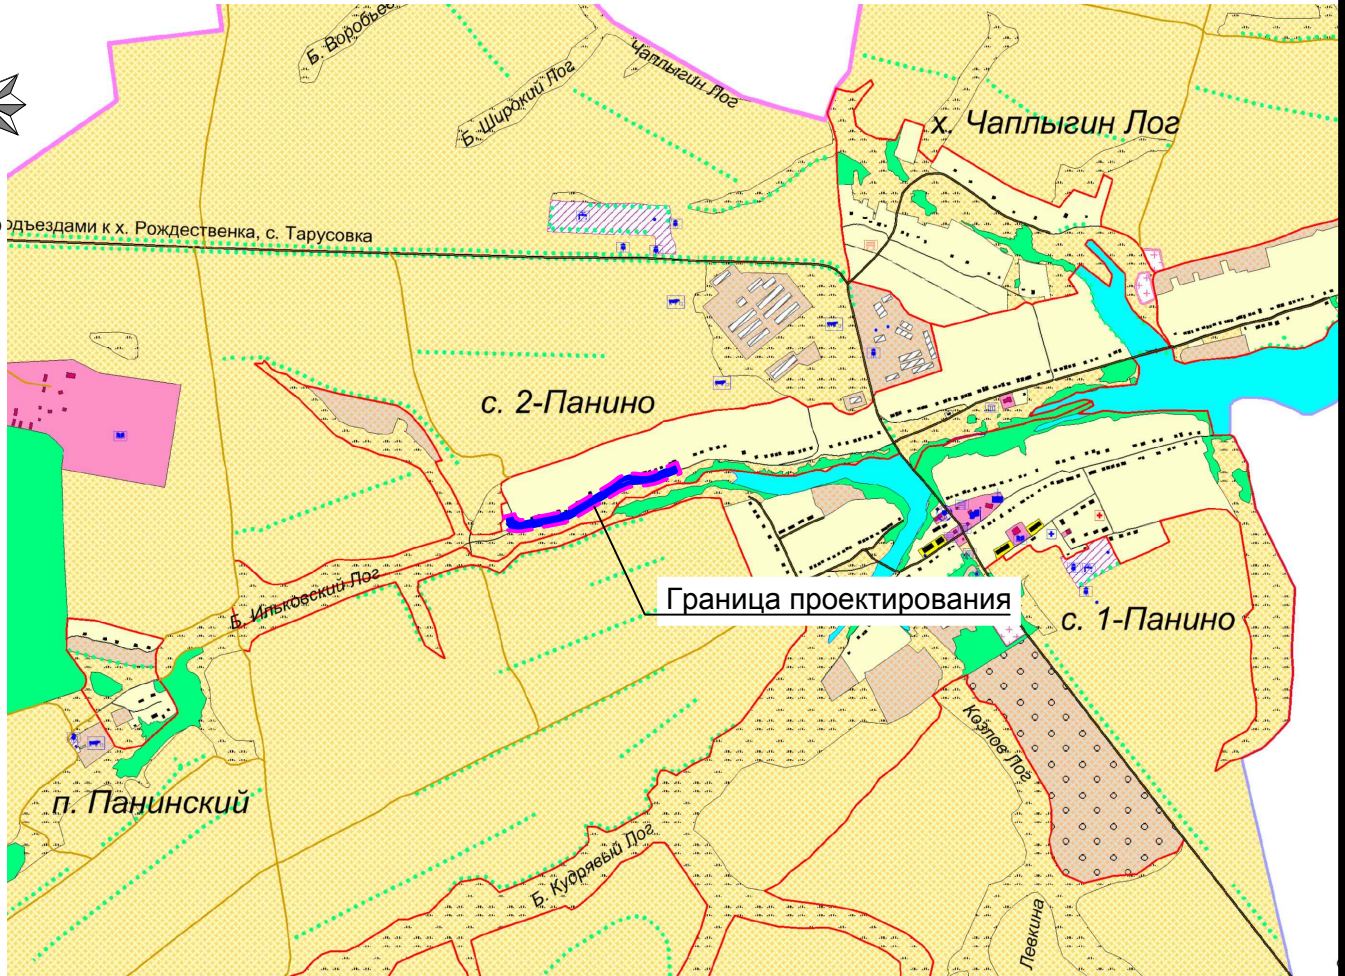 Б. Воробьев
Б. Широкий Лог
Чаплыгин Лог
х. Чаплыгин Лог
одъездами к х. Рождественка, с. Тарусовка
с. 2-Панино
Б. Ильковский Лог
Граница проектирования
с. 1-Панино
Козлов Лог
п. Панинский
Б. Кудрявый Лог
Левкина